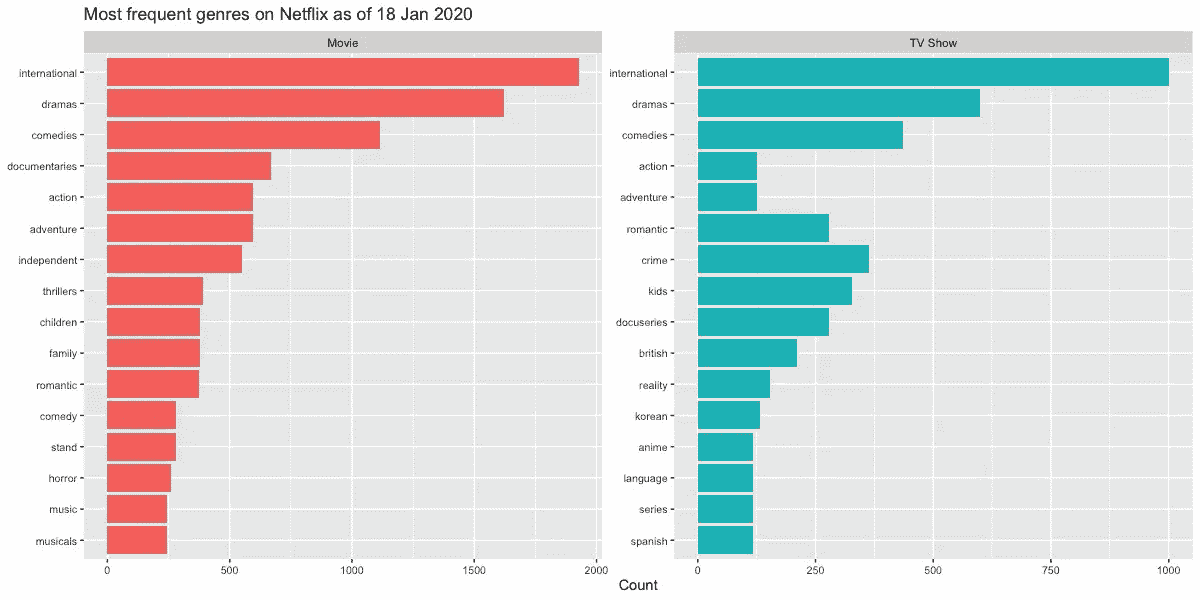 Most frequent genres on Netflix as of 18 Jan 2020
Movie
international
dramas
comedies
documentaries
action
adventure
independent
thrillers
children
family
romantic
comedy
stand
horror
music
musicals
0 500 1000 1500 2000
TV Show
international
dramas
comedies
action
adventure
romantic
crime
kids
docuseries
british
reality
korean
anime
language
series
spanish
0 250 500 750 1000
Count